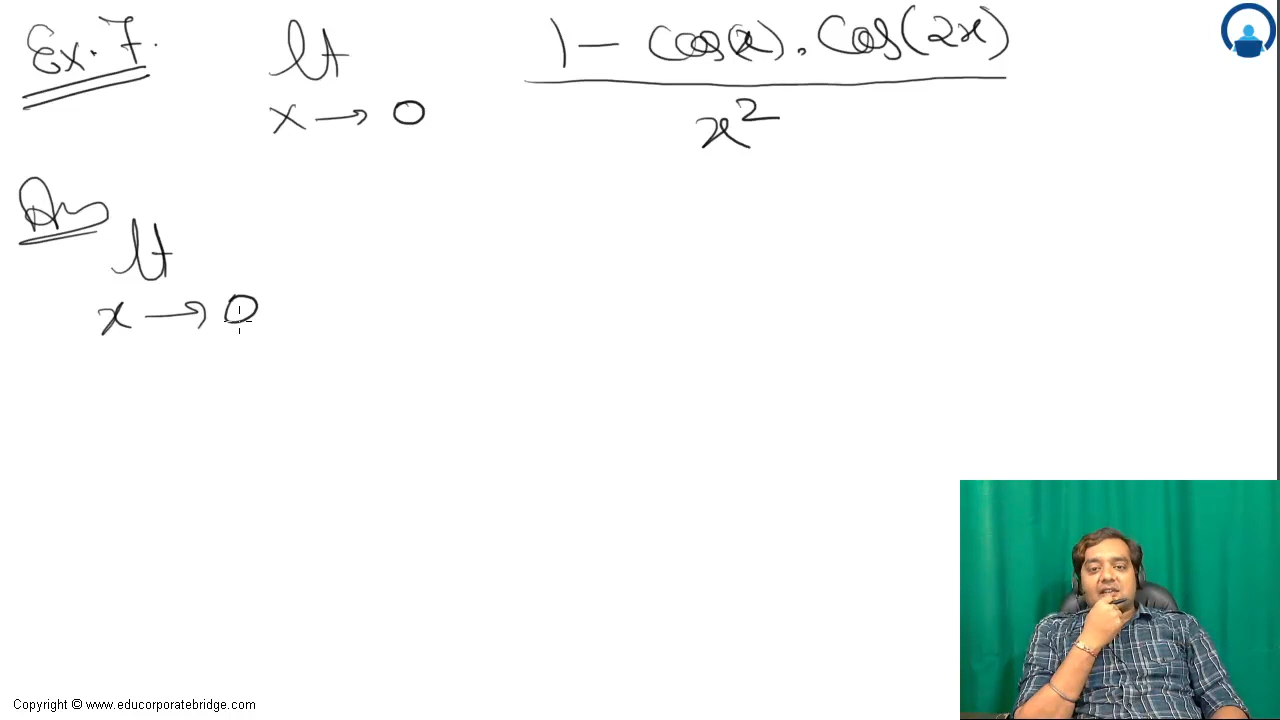 Ex. 7. lt 1 - Cos(x). Cos(2x)
x → 0 x²
Ans
lt
x → 0
Copyright © www.educorporatebridge.com